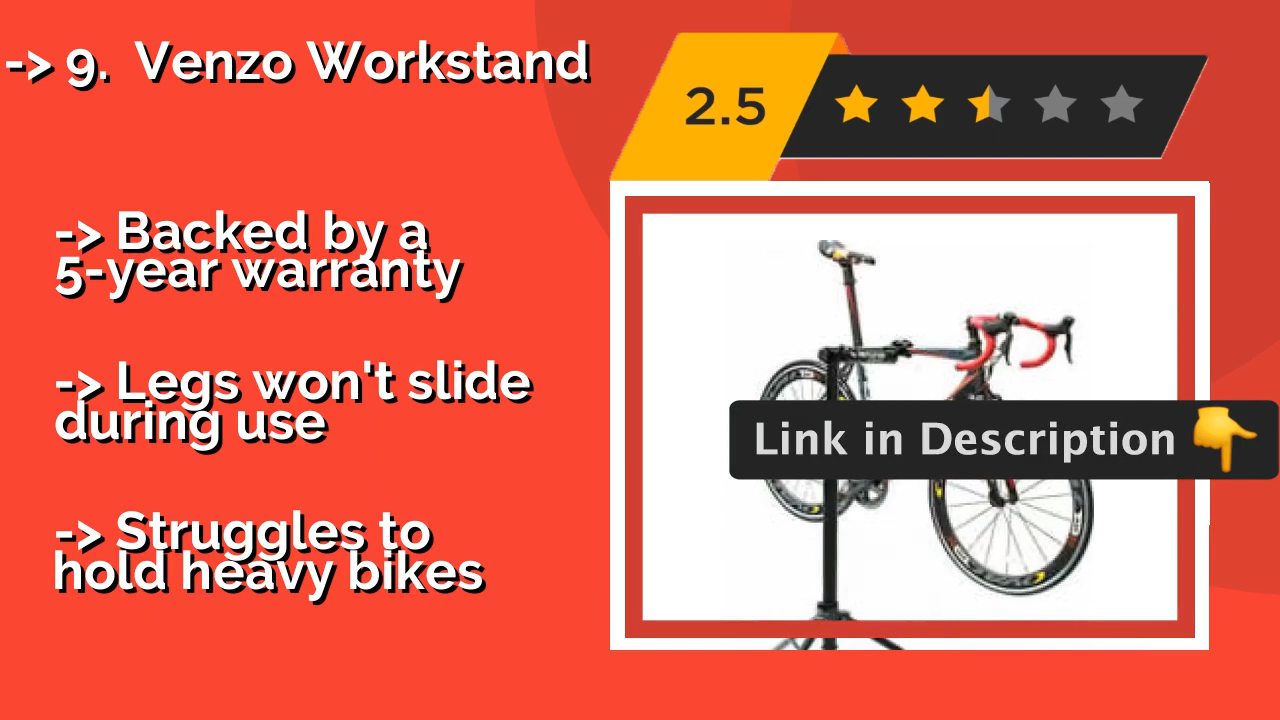 -> 9.  Venzo Workstand
2.5
-> Backed by a
5-year warranty
-> Legs won't slide
during use
-> Struggles to
hold heavy bikes
Link in Description 👇